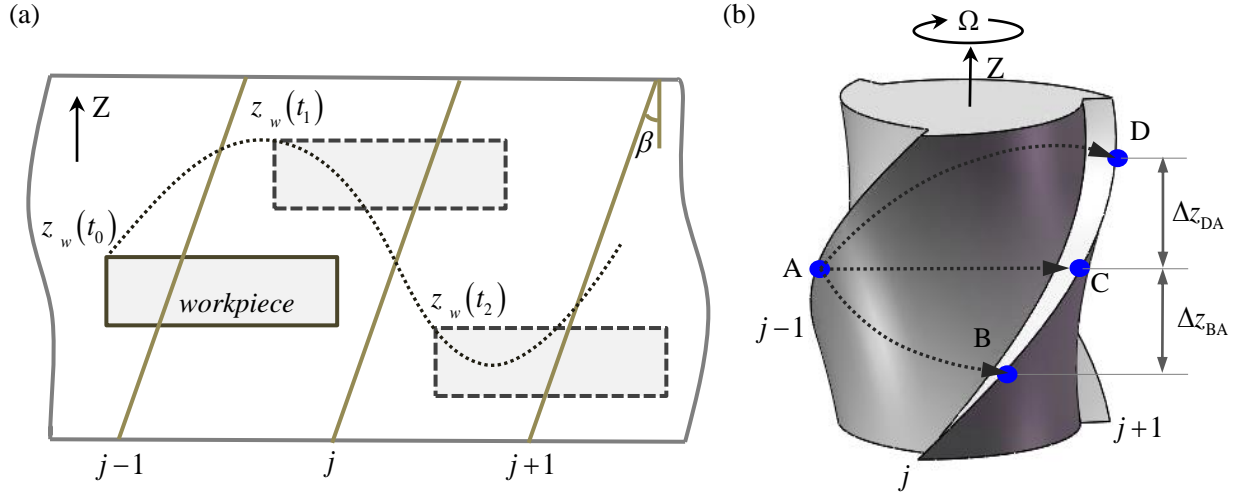 (a)
Z
z_w(t_1)
β
z_w(t_0)
workpiece
z_w(t_2)
j−1
j
j+1
(b)
Ω
Z
D
Δz_DA
A
C
j−1
B
Δz_BA
j+1
j